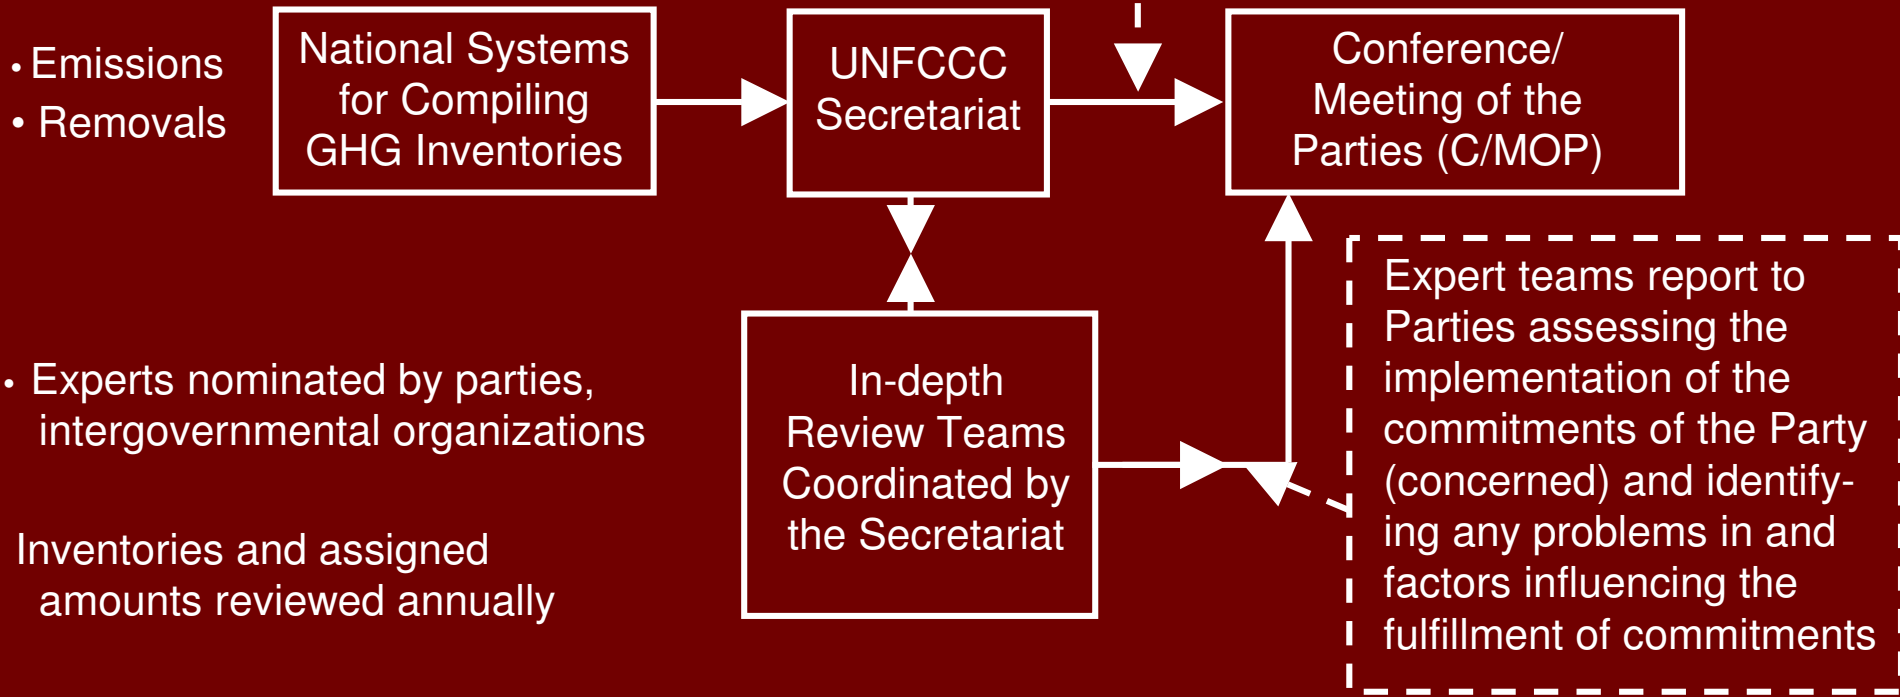 • Emissions
• Removals
National Systems
for Compiling
GHG Inventories
UNFCCC
Secretariat
Conference/
Meeting of the
Parties (C/MOP)
• Experts nominated by parties,
intergovernmental organizations
Inventories and assigned
amounts reviewed annually
In-depth
Review Teams
Coordinated by
the Secretariat
Expert teams report to
Parties assessing the
implementation of the
commitments of the Party
(concerned) and identify-
ing any problems in and
factors influencing the
fulfillment of commitments